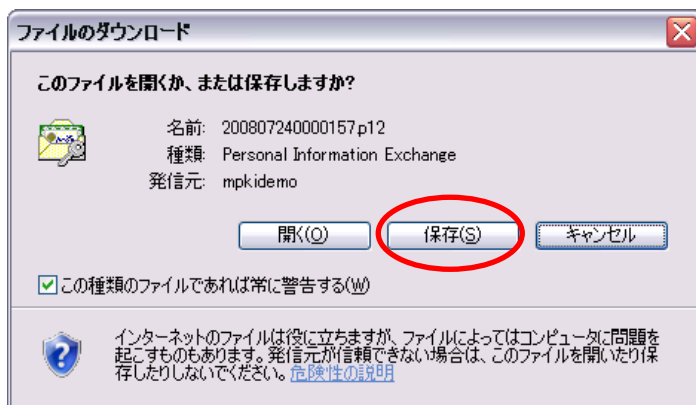 ファイルのダウンロード
このファイルを開くか、または保存しますか?
名前: 200807240000157.p12
種類: Personal Information Exchange
発信元: mpkidemo
開く(O) 保存(S) キャンセル
この種類のファイルであれば常に警告する(W)
インターネットのファイルは役に立ちますが、ファイルによってはコンピュータに問題を
起こすものもあります。発信元が信頼できない場合は、このファイルを開いたり保
存したりしないでください。危険性の説明